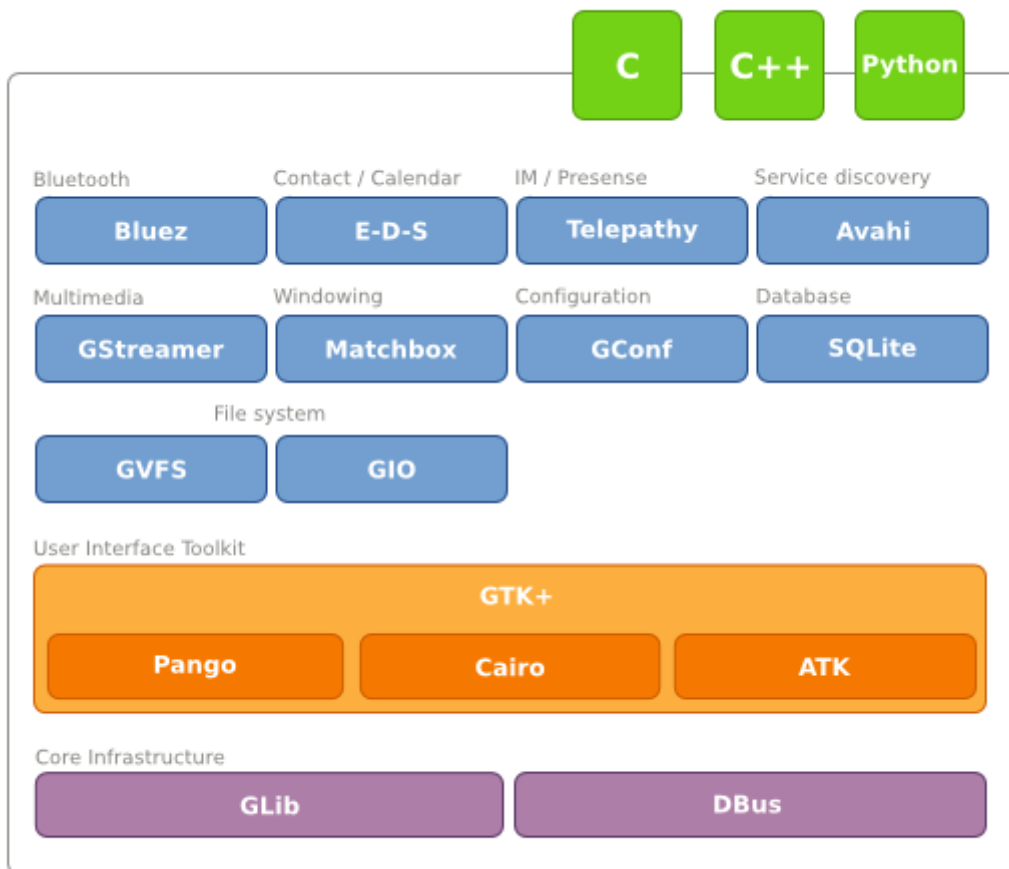 C
C++
Python
Bluetooth
Contact / Calendar
IM / Presense
Service discovery
Bluez
E-D-S
Telepathy
Avahi
Multimedia
Windowing
Configuration
Database
GStreamer
Matchbox
GConf
SQLite
File system
GVFS
GIO
User Interface Toolkit
GTK+
Pango
Cairo
ATK
Core Infrastructure
GLib
DBus